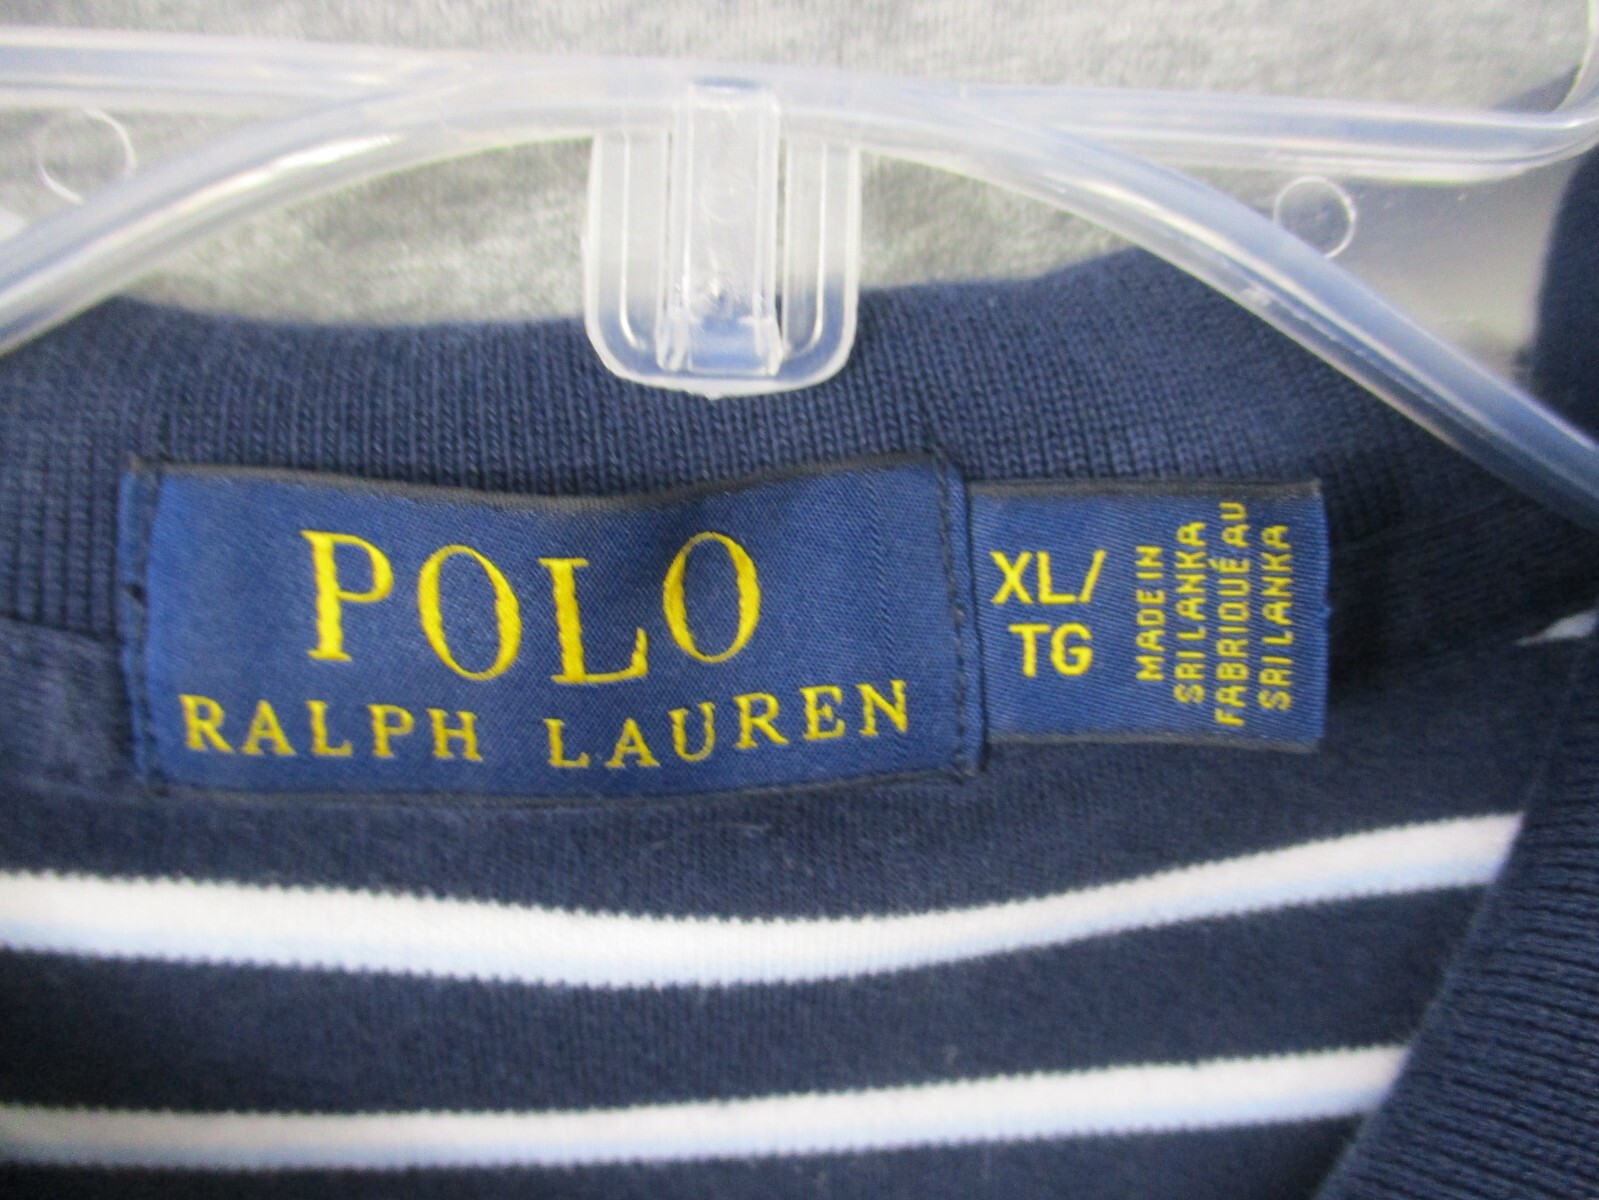 POLO
RALPH LAUREN
XL/
TG
MADE IN
SRI LANKA
FABRIQUÉ AU
SRI LANKA